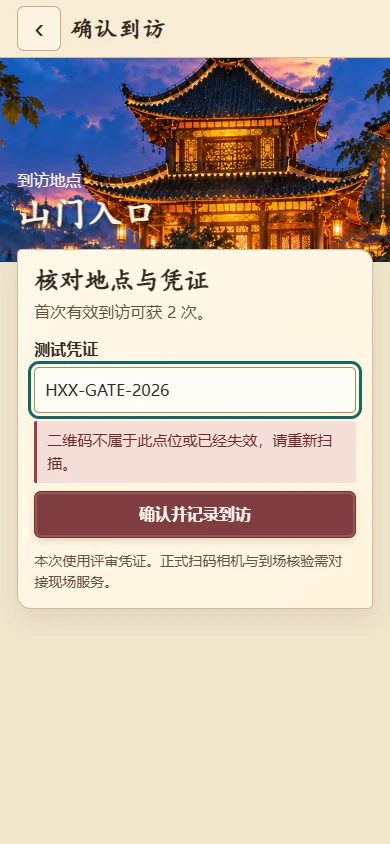 确认到访
到访地点
山门入口
核对地点与凭证
首次有效到访可获 2 次。
测试凭证
HXX-GATE-2026
二维码不属于此点位或已经失效，请重新扫
描。
确认并记录到访
本次使用评审凭证。正式扫码相机与到场核验需对
接现场服务。